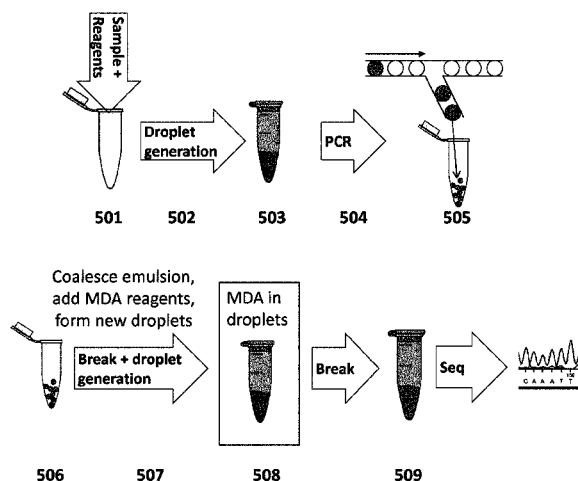 Sample +
Reagents
Droplet
generation
PCR
501 502 503 504 505
Coalesce emulsion,
add MDA reagents,
form new droplets
Break + droplet
generation
MDA in
droplets
Break
Seq
C A A A T T
506 507 508 509